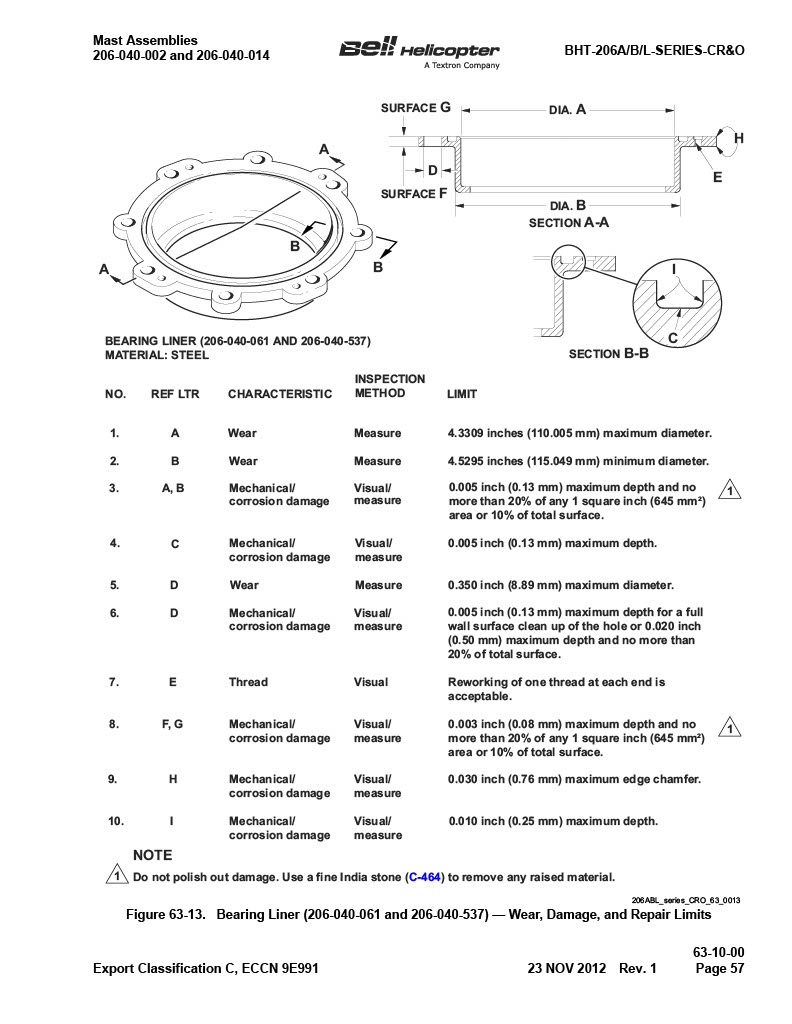 Mast Assemblies
206-040-002 and 206-040-014
Bell Helicopter
A Textron Company
BHT-206A/B/L-SERIES-CR&O
SURFACE G
DIA. A
H
A
D
E
SURFACE F
DIA. B
SECTION A-A
B
B
A
I
C
SECTION B-B
BEARING LINER (206-040-061 AND 206-040-537)
MATERIAL: STEEL
NO. REF LTR CHARACTERISTIC INSPECTION METHOD LIMIT
1. A Wear Measure 4.3309 inches (110.005 mm) maximum diameter.
2. B Wear Measure 4.5295 inches (115.049 mm) minimum diameter.
3. A, B Mechanical/ Visual/ 0.005 inch (0.13 mm) maximum depth and no 1
corrosion damage measure more than 20% of any 1 square inch (645 mm²)
area or 10% of total surface.
4. C Mechanical/ Visual/ 0.005 inch (0.13 mm) maximum depth.
corrosion damage measure
5. D Wear Measure 0.350 inch (8.89 mm) maximum diameter.
6. D Mechanical/ Visual/ 0.005 inch (0.13 mm) maximum depth for a full
corrosion damage measure wall surface clean up of the hole or 0.020 inch
(0.50 mm) maximum depth and no more than
20% of total surface.
7. E Thread Visual Reworking of one thread at each end is
acceptable.
8. F, G Mechanical/ Visual/ 0.003 inch (0.08 mm) maximum depth and no 1
corrosion damage measure more than 20% of any 1 square inch (645 mm²)
area or 10% of total surface.
9. H Mechanical/ Visual/ 0.030 inch (0.76 mm) maximum edge chamfer.
corrosion damage measure
10. I Mechanical/ Visual/ 0.010 inch (0.25 mm) maximum depth.
corrosion damage measure
NOTE
1 Do not polish out damage. Use a fine India stone (C-464) to remove any raised material.
206ABL_series_CRO_63_0013
Figure 63-13. Bearing Liner (206-040-061 and 206-040-537) — Wear, Damage, and Repair Limits
63-10-00
Export Classification C, ECCN 9E991 23 NOV 2012 Rev. 1 Page 57